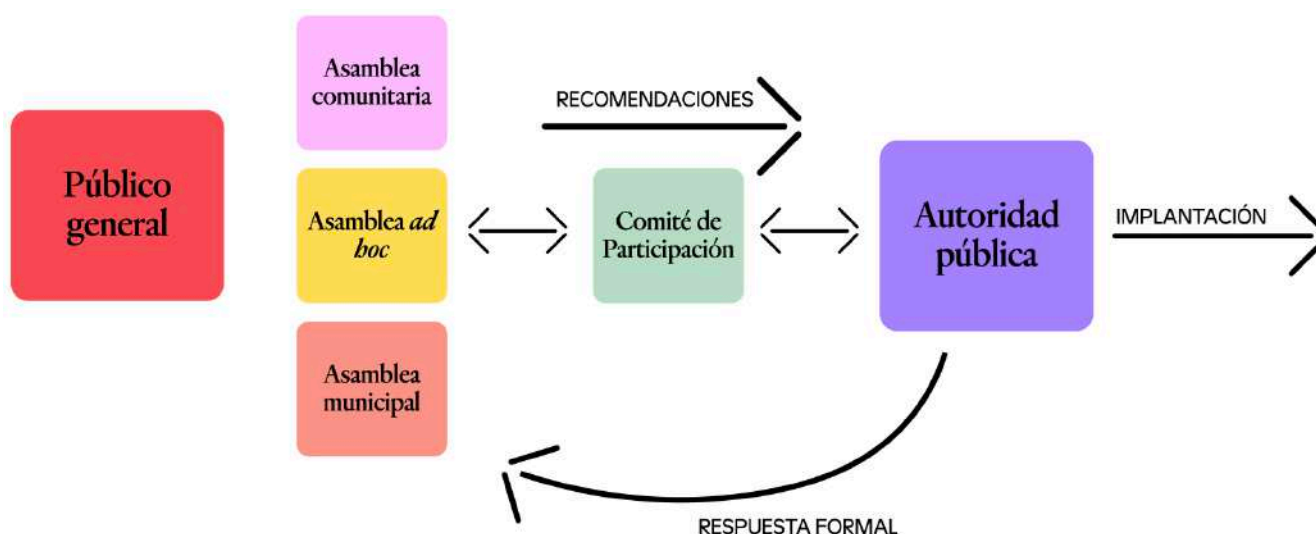 Público
general
Asamblea
comunitaria
Asamblea ad
hoc
Asamblea
municipal
RECOMENDACIONES
Comité de
Participación
Autoridad
pública
IMPLANTACIÓN
RESPUESTA FORMAL